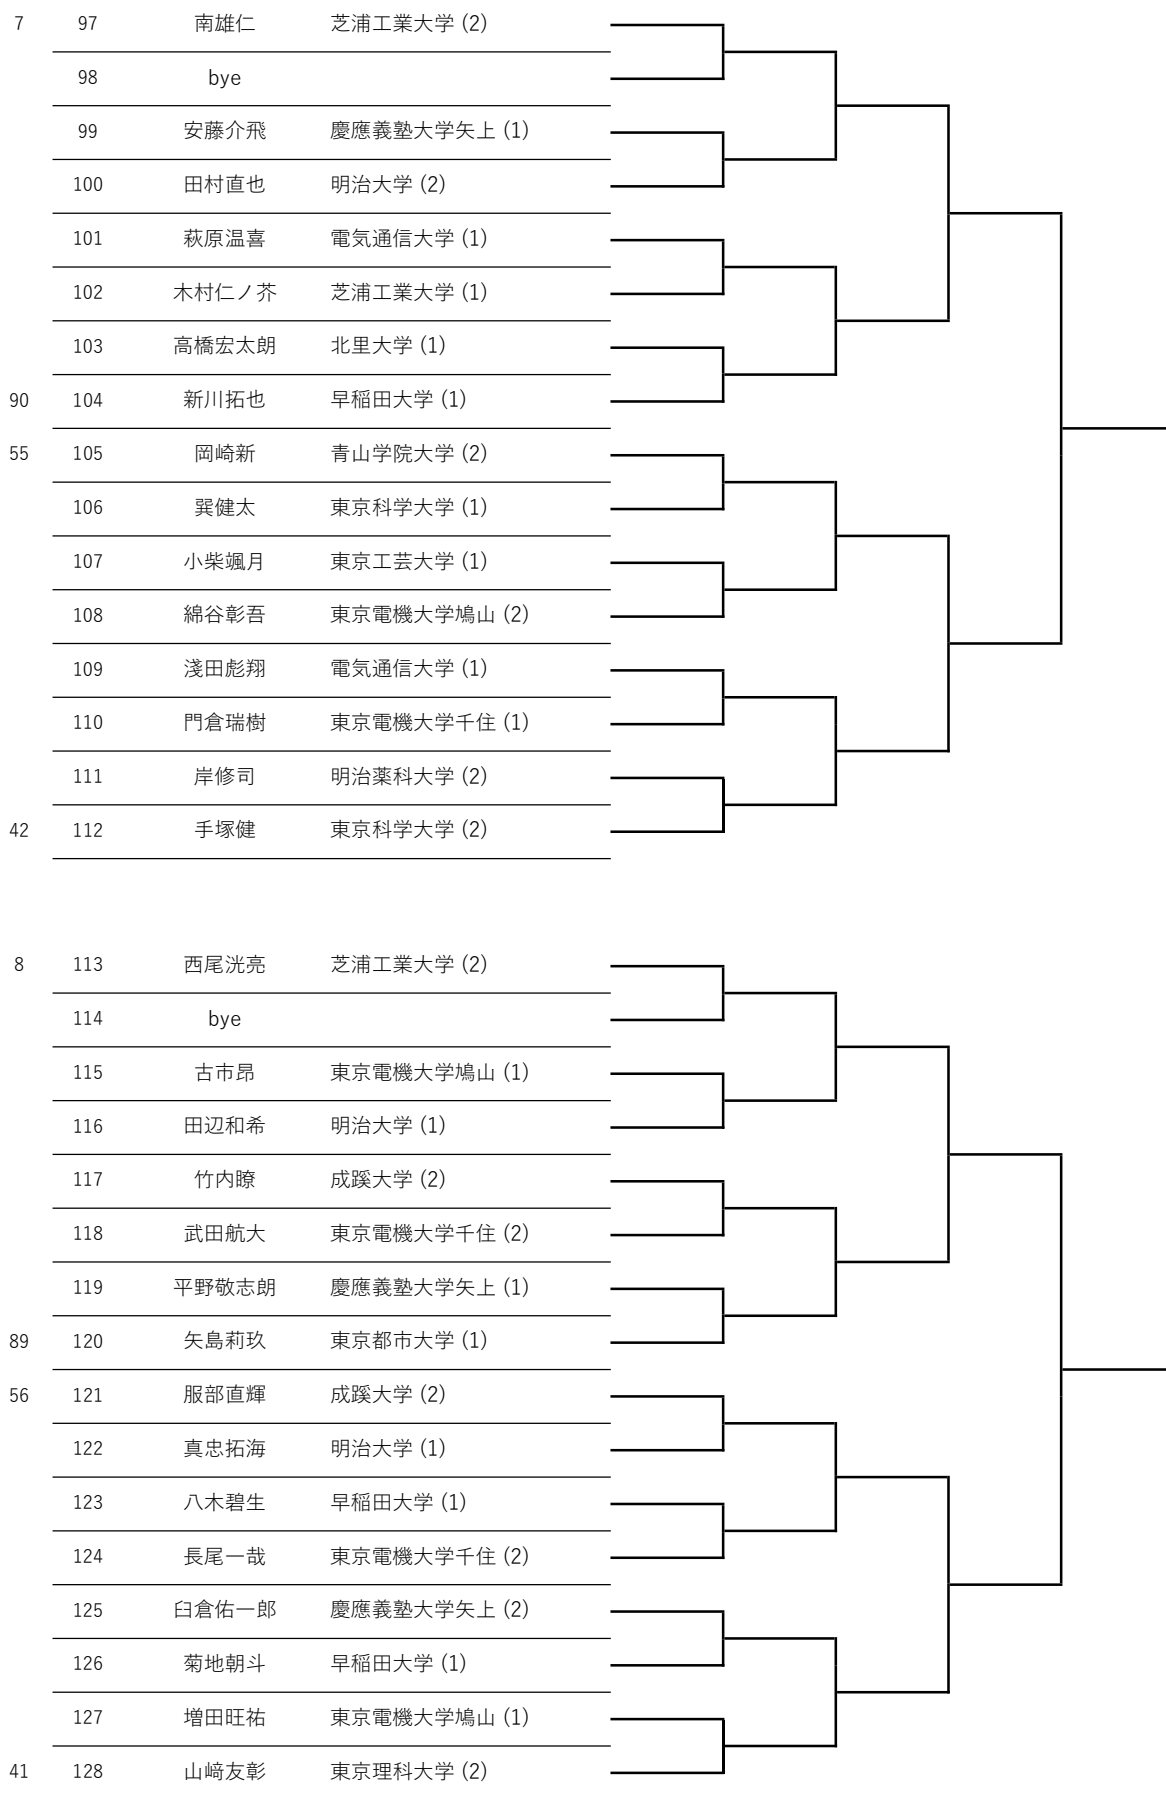 7 97 南雄仁 芝浦工業大学 (2)
98 bye
99 安藤介飛 慶應義塾大学矢上 (1)
100 田村直也 明治大学 (2)
101 萩原温喜 電気通信大学 (1)
102 木村仁ノ芥 芝浦工業大学 (1)
103 高橋宏太朗 北里大学 (1)
90 104 新川拓也 早稲田大学 (1)
55 105 岡崎新 青山学院大学 (2)
106 巽健太 東京科学大学 (1)
107 小柴颯月 東京工芸大学 (1)
108 綿谷彰吾 東京電機大学鳩山 (2)
109 淺田彪翔 電気通信大学 (1)
110 門倉瑞樹 東京電機大学千住 (1)
111 岸修司 明治薬科大学 (2)
42 112 手塚健 東京科学大学 (2)
8 113 西尾洸亮 芝浦工業大学 (2)
114 bye
115 古市昂 東京電機大学鳩山 (1)
116 田辺和希 明治大学 (1)
117 竹内瞭 成蹊大学 (2)
118 武田航大 東京電機大学千住 (2)
119 平野敬志朗 慶應義塾大学矢上 (1)
89 120 矢島莉玖 東京都市大学 (1)
56 121 服部直輝 成蹊大学 (2)
122 真忠拓海 明治大学 (1)
123 八木碧生 早稲田大学 (1)
124 長尾一哉 東京電機大学千住 (2)
125 臼倉佑一郎 慶應義塾大学矢上 (2)
126 菊地朝斗 早稲田大学 (1)
127 増田旺祐 東京電機大学鳩山 (1)
41 128 山﨑友彰 東京理科大学 (2)